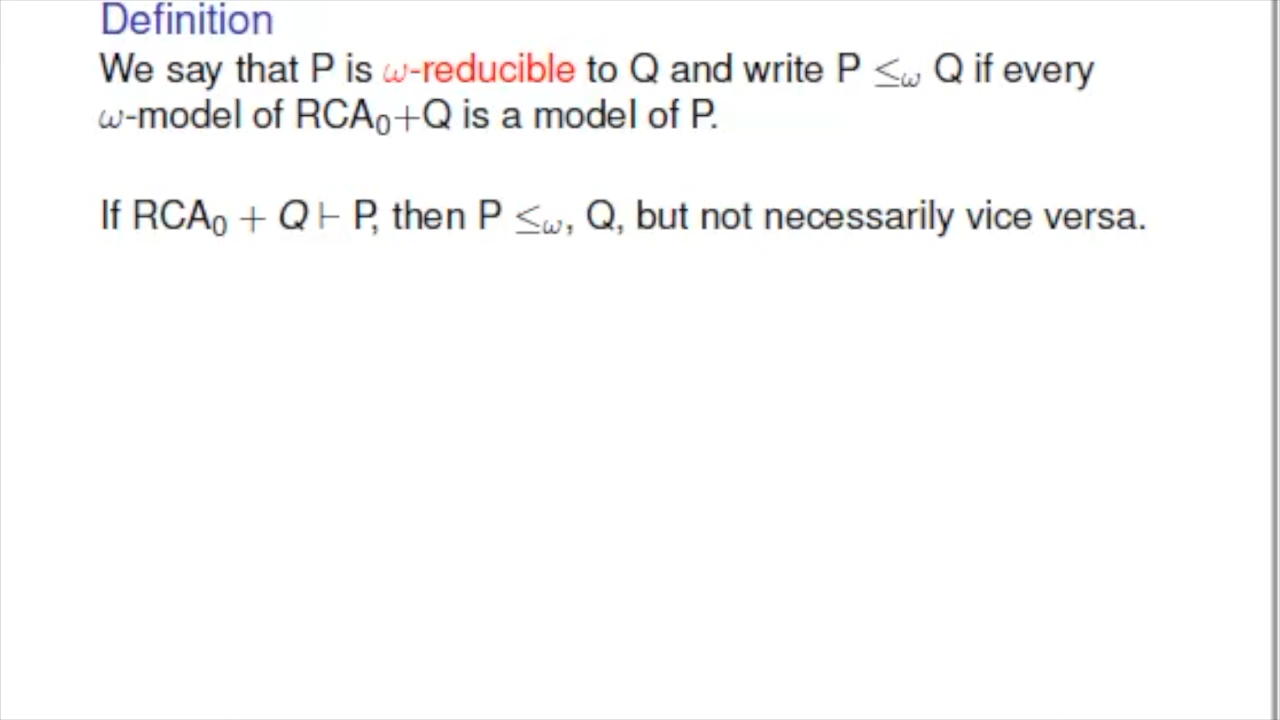 Definition
We say that P is ω-reducible to Q and write P ≤ω Q if every
ω-model of RCA₀+Q is a model of P.
If RCA₀ + Q ⊢ P, then P ≤ω, Q, but not necessarily vice versa.